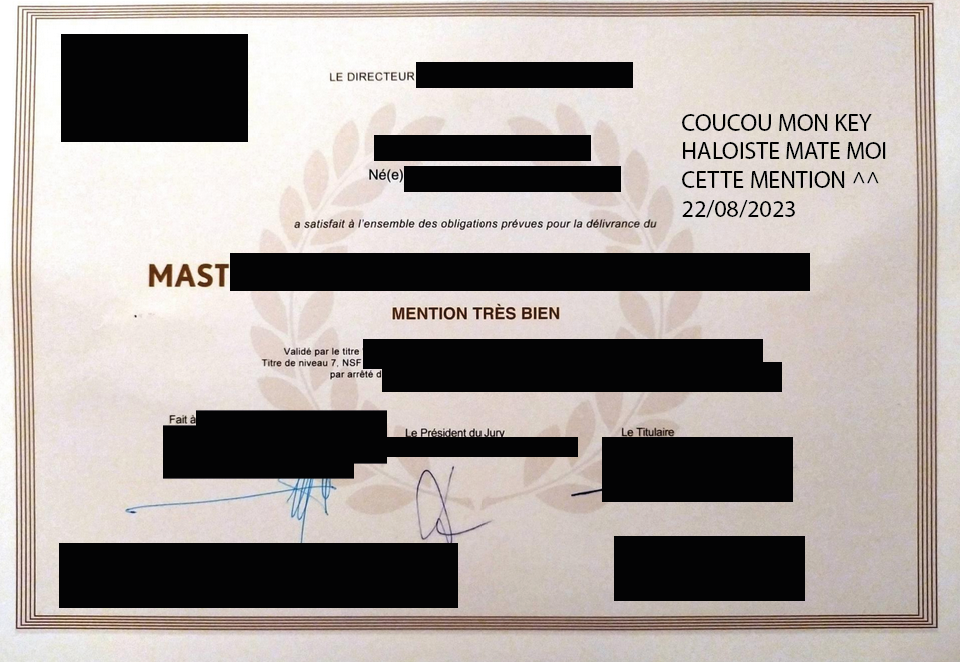 LE DIRECTEUR
Né(e)
COUCOU MON KEY
HALOISTE MATE MOI
CETTE MENTION ^^
22/08/2023
a satisfait à l'ensemble des obligations prévues pour la délivrance du
MAST
MENTION TRÈS BIEN
Validé par le titre
Titre de niveau 7, NSF
par arrêté d
Fait à
Le Président du Jury
Le Titulaire